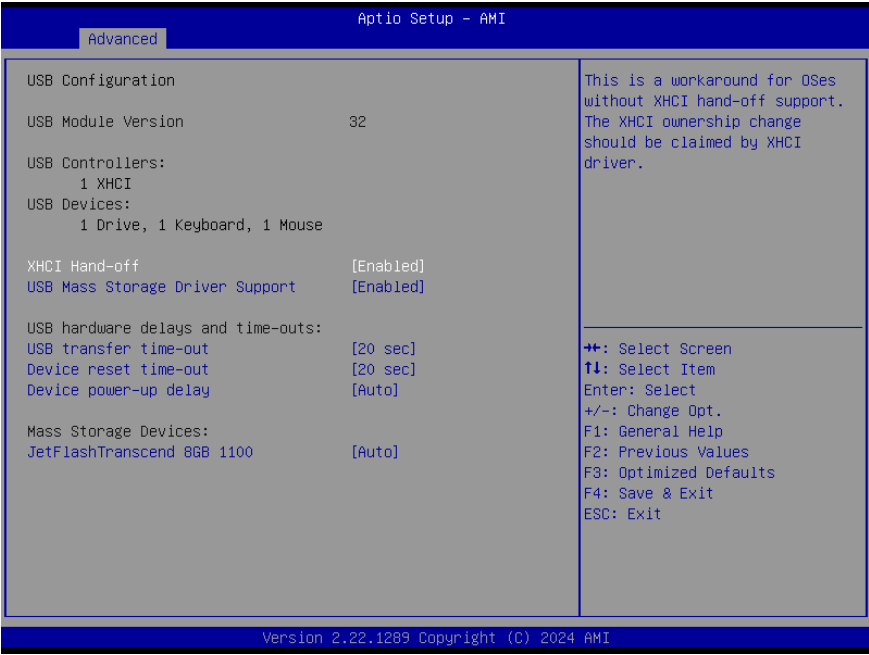 Aptio Setup - AMI
Advanced
USB Configuration
USB Module Version 32
USB Controllers:
1 XHCI
USB Devices:
1 Drive, 1 Keyboard, 1 Mouse
XHCI Hand-off [Enabled]
USB Mass Storage Driver Support [Enabled]
USB hardware delays and time-outs:
USB transfer time-out [20 sec]
Device reset time-out [20 sec]
Device power-up delay [Auto]
Mass Storage Devices:
JetFlashTranscend 8GB 1100 [Auto]
This is a workaround for OSes
without XHCI hand-off support.
The XHCI ownership change
should be claimed by XHCI
driver.
→←: Select Screen
↑↓: Select Item
Enter: Select
+/-: Change Opt.
F1: General Help
F2: Previous Values
F3: Optimized Defaults
F4: Save & Exit
ESC: Exit
Version 2.22.1289 Copyright (C) 2024 AMI